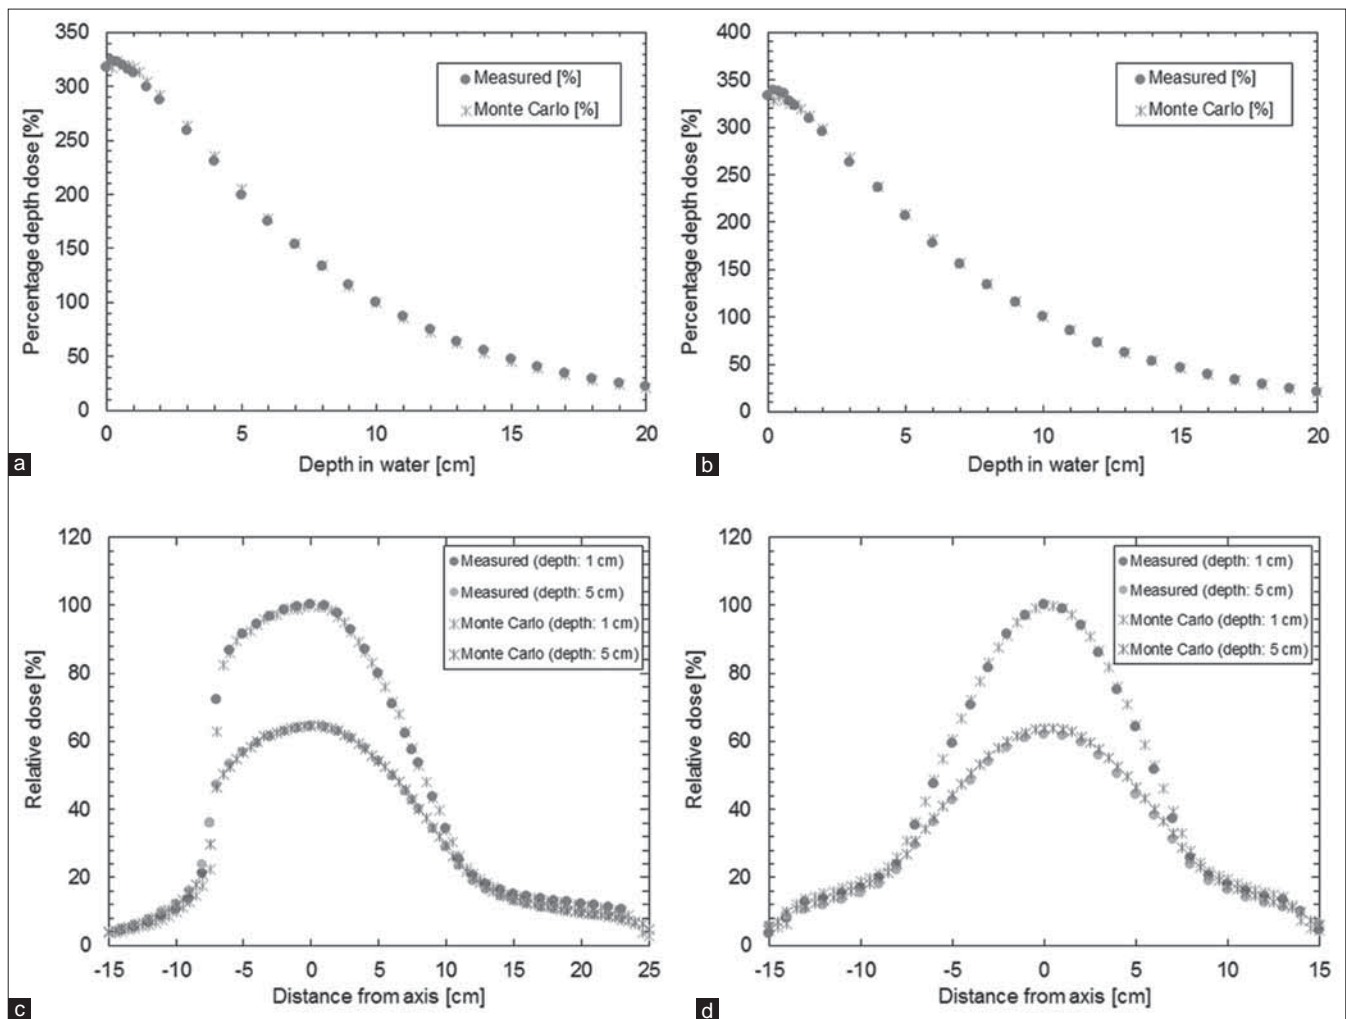 350
300
250
200
150
100
50
0
Percentage depth dose [%]
Measured [%]
Monte Carlo [%]
0 5 10 15 20
Depth in water [cm]
a
400
350
300
250
200
150
100
50
0
Percentage depth dose [%]
Measured [%]
Monte Carlo [%]
0 5 10 15 20
Depth in water [cm]
b
120
100
80
60
40
20
0
Relative dose [%]
Measured (depth: 1 cm)
Measured (depth: 5 cm)
Monte Carlo (depth: 1 cm)
Monte Carlo (depth: 5 cm)
-15 -10 -5 0 5 10 15 20 25
Distance from axis [cm]
c
120
100
80
60
40
20
0
Relative dose [%]
Measured (depth: 1 cm)
Measured (depth: 5 cm)
Monte Carlo (depth: 1 cm)
Monte Carlo (depth: 5 cm)
-15 -10 -5 0 5 10 15
Distance from axis [cm]
d